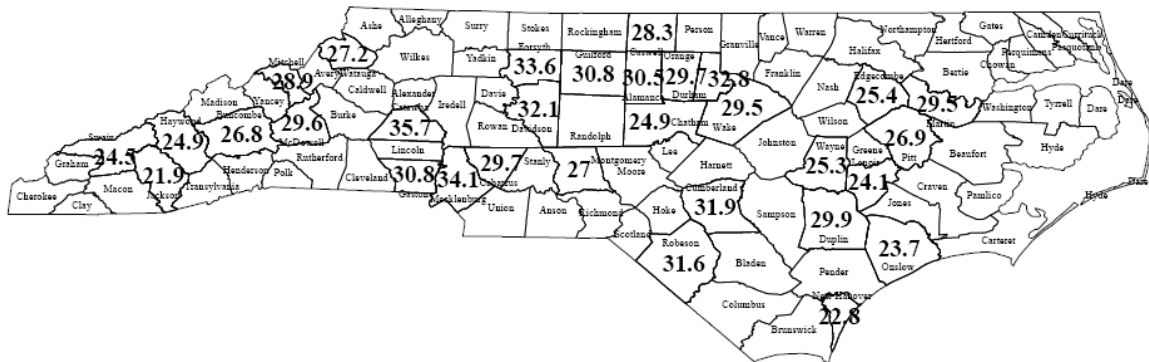 Ashe
Alleghany
Surry
Stokes
Rockingham
28.3
Caswell
Person
Granville
Vance
Warren
Northampton
Gates
Camden
Currituck
Pasquotank
Perquimans
Chowan
Hertford
Halifax
27.2
Wilkes
Yadkin
Forsyth
33.6
Guilford
30.8
30.5
Alamance
Orange
29.7
Durham
32.8
Franklin
Nash
Edgecombe
25.4
Bertie
Mitchell
28.9
Avery
Watauga
Caldwell
Alexander
Catawba
35.7
Iredell
Davie
32.1
Davidson
Rowan
Randolph
24.9
Chatham
29.5
Wake
Wilson
29.5
Martin
Washington
Tyrrell
Dare
Dare
Dare
Madison
Yancey
Buncombe
26.8
29.6
McDowell
Burke
Haywood
24.9
Swain
24.5
Graham
21.9
Jackson
Macon
Cherokee
Clay
Transylvania
Henderson
Polk
Rutherford
Cleveland
Lincoln
30.8
Gaston
34.1
Mecklenburg
29.7
Cabarrus
Stanly
27
Montgomery
Moore
Lee
Harnett
Johnston
Wayne
25.3
Greene
Lenoir
24.1
26.9
Pitt
Beaufort
Hyde
Union
Anson
Richmond
Scotland
Hoke
Cumberland
31.9
Sampson
29.9
Duplin
Jones
Craven
Pamlico
Dare
Hyde
Carteret
23.7
Onslow
Robeson
31.6
Bladen
Pender
Columbus
New Hanover
22.8
Brunswick